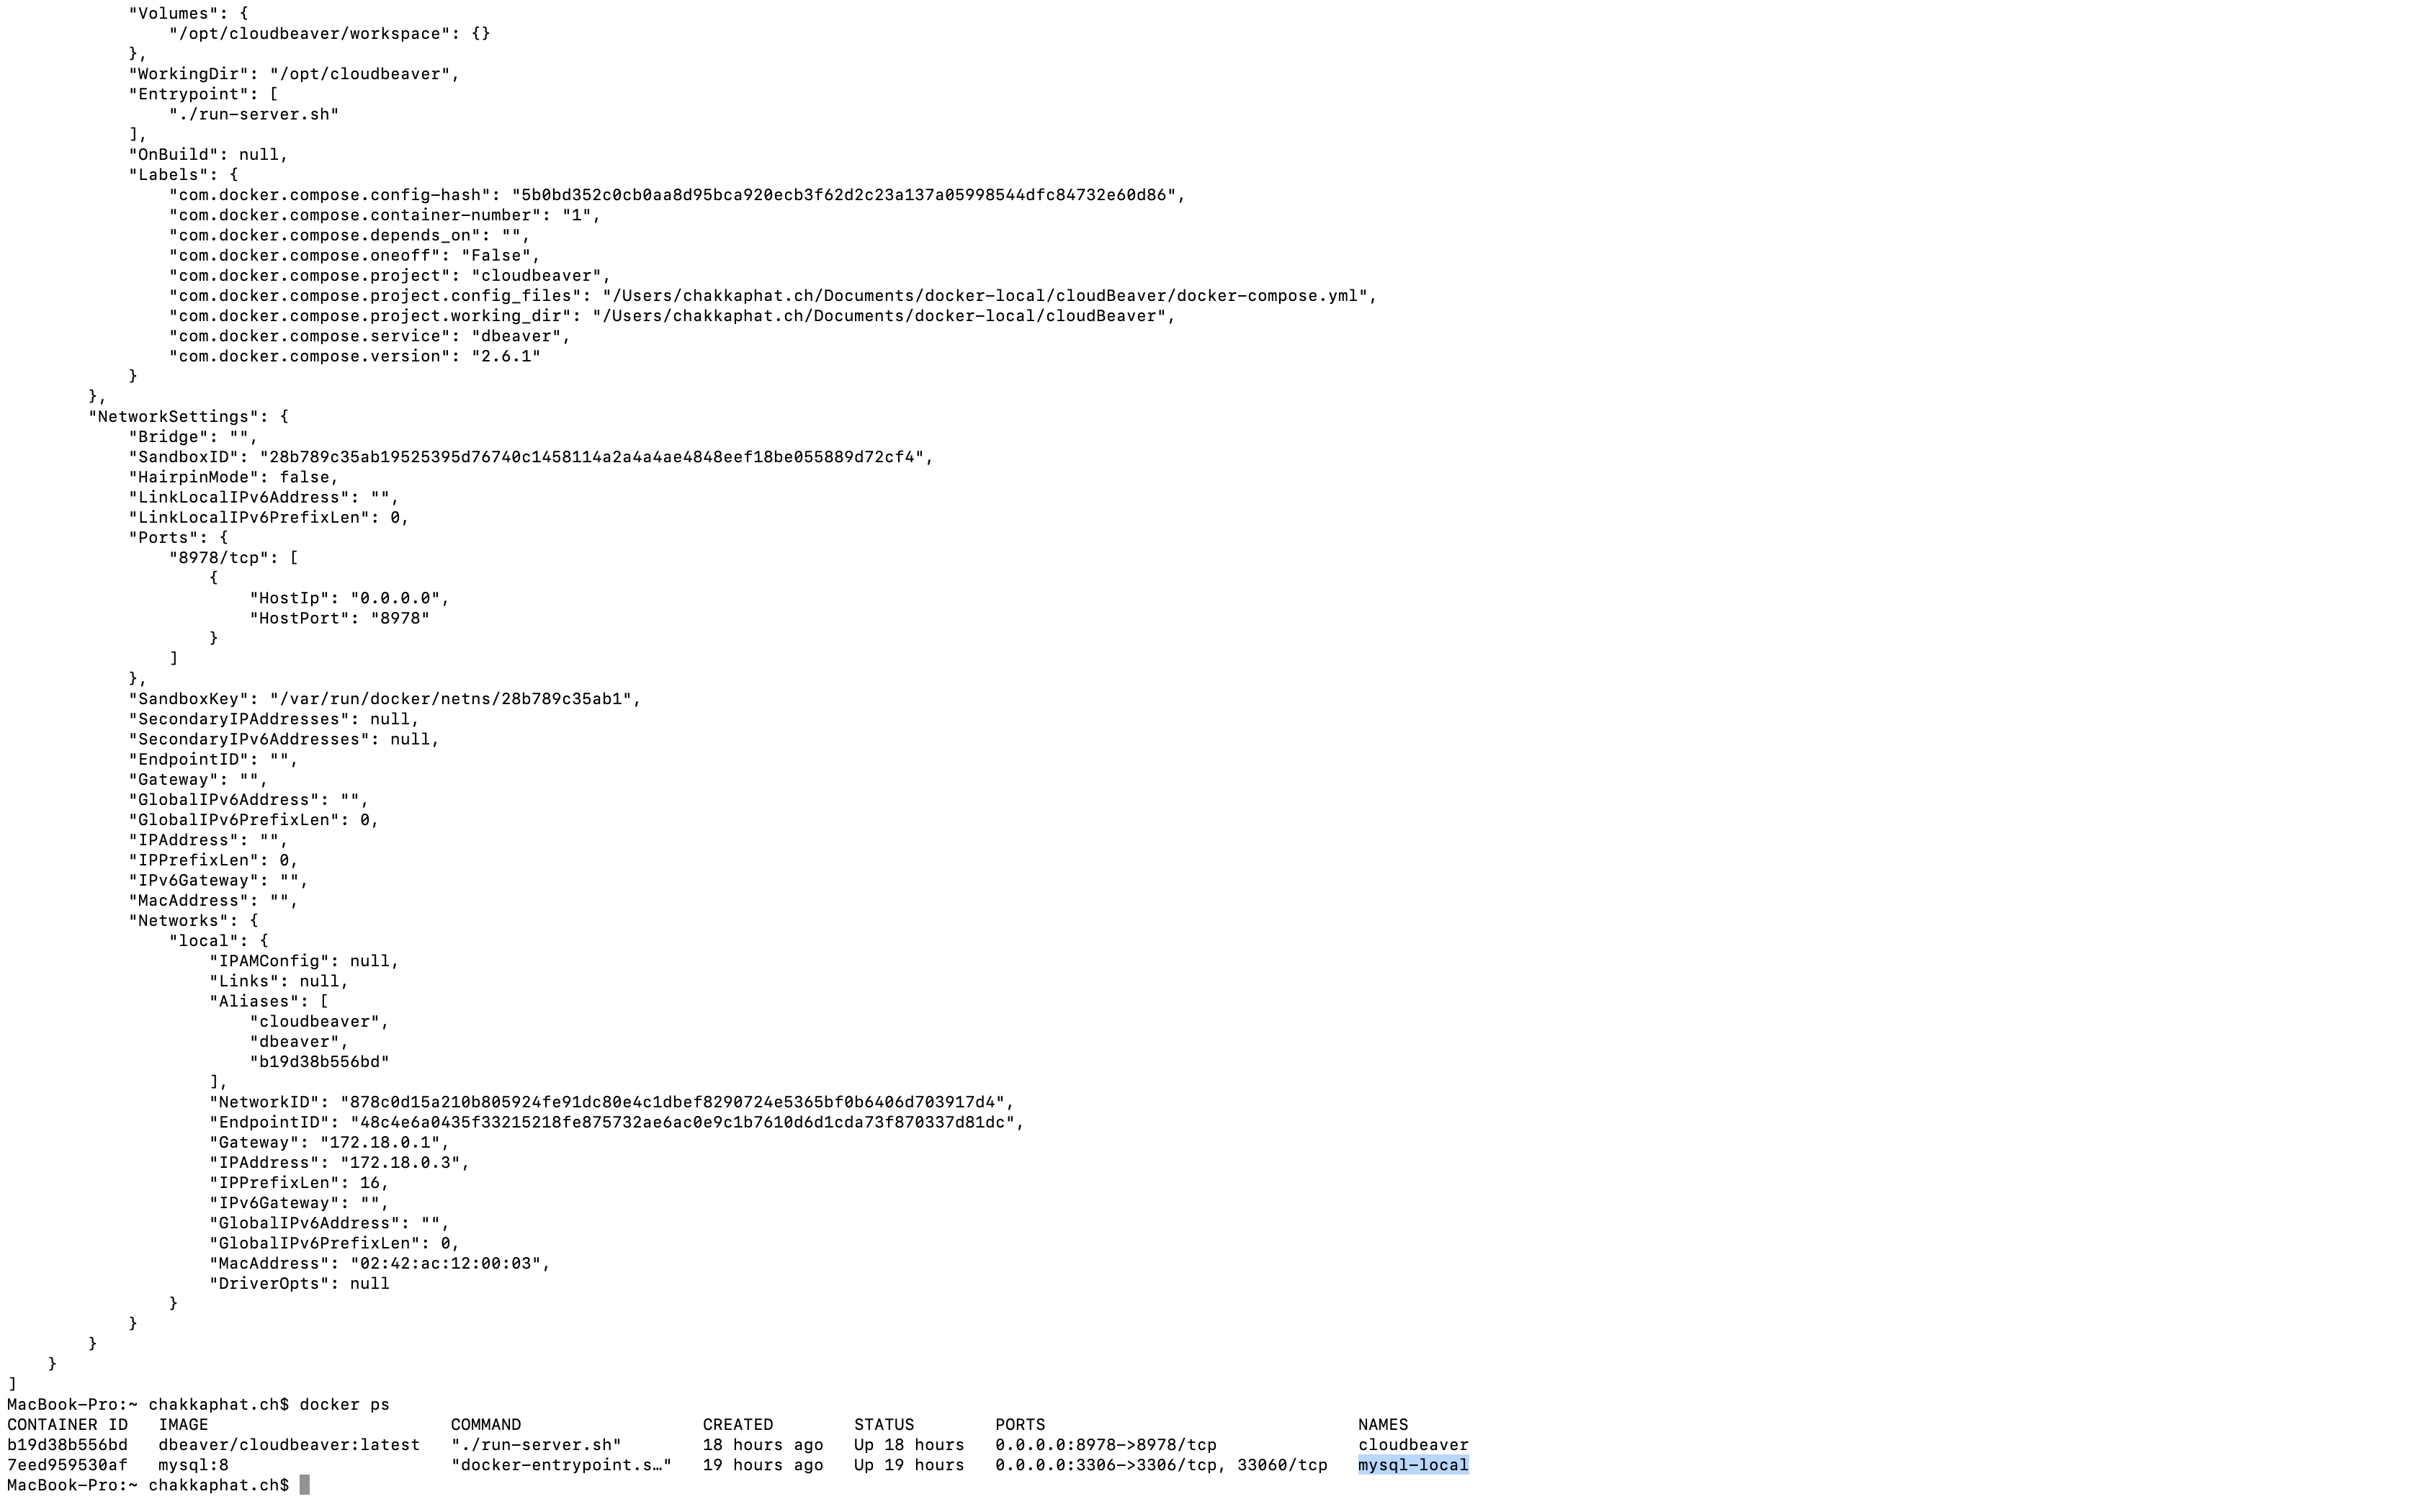 "Volumes": {
"/opt/cloudbeaver/workspace": {}
},
"WorkingDir": "/opt/cloudbeaver",
"Entrypoint": [
"./run-server.sh"
],
"OnBuild": null,
"Labels": {
"com.docker.compose.config-hash": "5b0bd352c0cb0aa8d95bca920ecb3f62d2c23a137a05998544dfc84732e60d86",
"com.docker.compose.container-number": "1",
"com.docker.compose.depends_on": "",
"com.docker.compose.oneoff": "False",
"com.docker.compose.project": "cloudbeaver",
"com.docker.compose.project.config_files": "/Users/chakkaphat.ch/Documents/docker-local/cloudBeaver/docker-compose.yml",
"com.docker.compose.project.working_dir": "/Users/chakkaphat.ch/Documents/docker-local/cloudBeaver",
"com.docker.compose.service": "dbeaver",
"com.docker.compose.version": "2.6.1"
}
},
"NetworkSettings": {
"Bridge": "",
"SandboxID": "28b789c35ab19525395d76740c1458114a2a4a4ae4848eef18be055889d72cf4",
"HairpinMode": false,
"LinkLocalIPv6Address": "",
"LinkLocalIPv6PrefixLen": 0,
"Ports": {
"8978/tcp": [
{
"HostIp": "0.0.0.0",
"HostPort": "8978"
}
]
},
"SandboxKey": "/var/run/docker/netns/28b789c35ab1",
"SecondaryIPAddresses": null,
"SecondaryIPv6Addresses": null,
"EndpointID": "",
"Gateway": "",
"GlobalIPv6Address": "",
"GlobalIPv6PrefixLen": 0,
"IPAddress": "",
"IPPrefixLen": 0,
"IPv6Gateway": "",
"MacAddress": "",
"Networks": {
"local": {
"IPAMConfig": null,
"Links": null,
"Aliases": [
"cloudbeaver",
"dbeaver",
"b19d38b556bd"
],
"NetworkID": "878c0d15a210b805924fe91dc80e4c1dbef8290724e5365bf0b6406d703917d4",
"EndpointID": "48c4e6a0435f33215218fe875732ae6ac0e9c1b7610d6d1cda73f870337d81dc",
"Gateway": "172.18.0.1",
"IPAddress": "172.18.0.3",
"IPPrefixLen": 16,
"IPv6Gateway": "",
"GlobalIPv6Address": "",
"GlobalIPv6PrefixLen": 0,
"MacAddress": "02:42:ac:12:00:03",
"DriverOpts": null
}
}
}
}
]
MacBook-Pro:~ chakkaphat.ch$ docker ps
CONTAINER ID IMAGE COMMAND CREATED STATUS PORTS NAMES
b19d38b556bd dbeaver/cloudbeaver:latest "./run-server.sh" 18 hours ago Up 18 hours 0.0.0.0:8978->8978/tcp cloudbeaver
7eed959530af mysql:8 "docker-entrypoint.s…" 19 hours ago Up 19 hours 0.0.0.0:3306->3306/tcp, 33060/tcp mysql-local
MacBook-Pro:~ chakkaphat.ch$